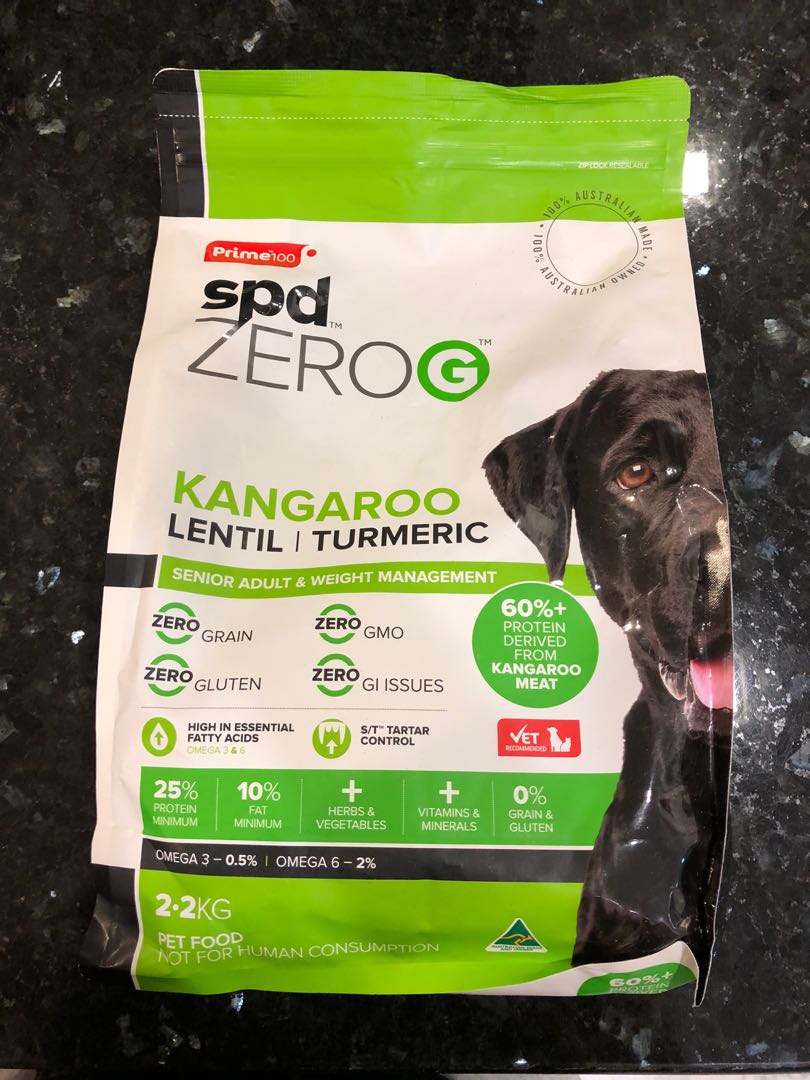 ZIP LOCK RESEALABLE
100% AUSTRALIAN MADE • 100% AUSTRALIAN OWNED •
Prime100
spd™
ZEROG™
KANGAROO
LENTIL | TURMERIC
SENIOR ADULT & WEIGHT MANAGEMENT
ZERO GRAIN
ZERO GMO
ZERO GLUTEN
ZERO GI ISSUES
60%+
PROTEIN
DERIVED
FROM
KANGAROO
MEAT
HIGH IN ESSENTIAL
FATTY ACIDS
OMEGA 3 & 6
S/T™ TARTAR
CONTROL
VET
RECOMMENDED
25%
PROTEIN
MINIMUM
10%
FAT
MINIMUM
+
HERBS &
VEGETABLES
+
VITAMINS &
MINERALS
0%
GRAIN &
GLUTEN
OMEGA 3 – 0.5% | OMEGA 6 – 2%
2·2KG
PET FOOD
NOT FOR HUMAN CONSUMPTION
AUSTRALIAN MADE
AND OWNED
60%+
PROTEIN